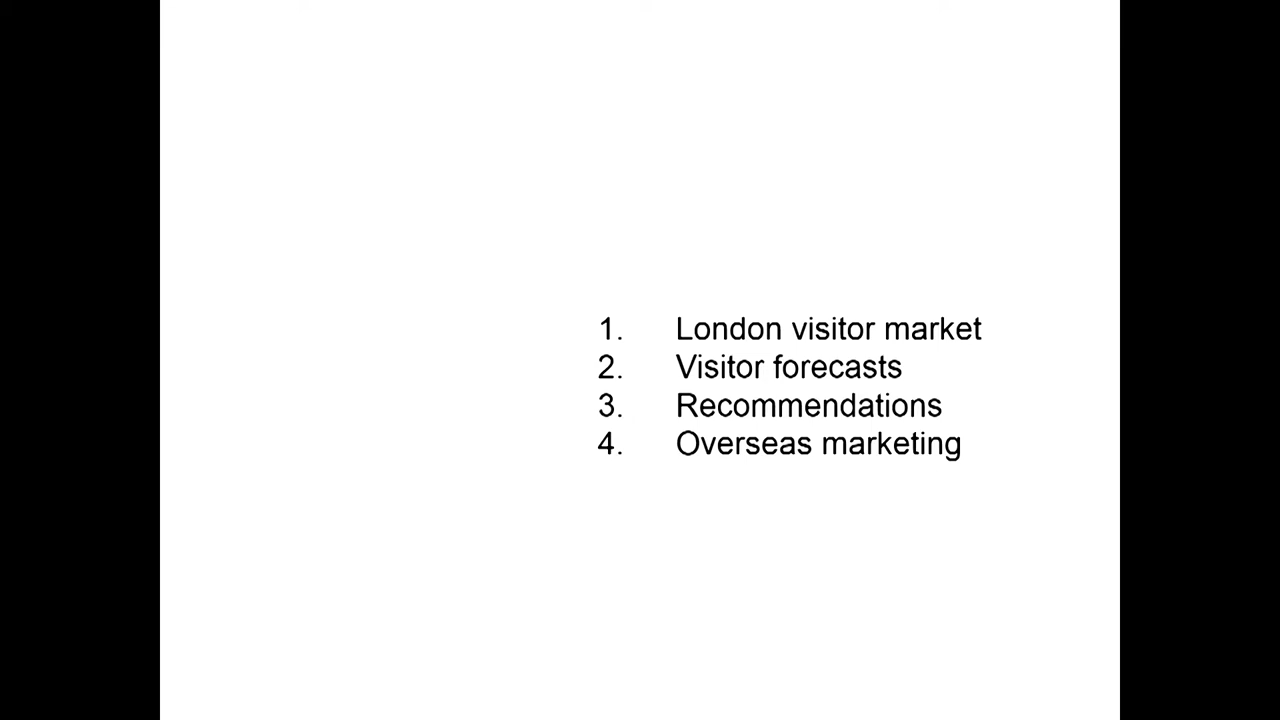 1. London visitor market
2. Visitor forecasts
3. Recommendations
4. Overseas marketing